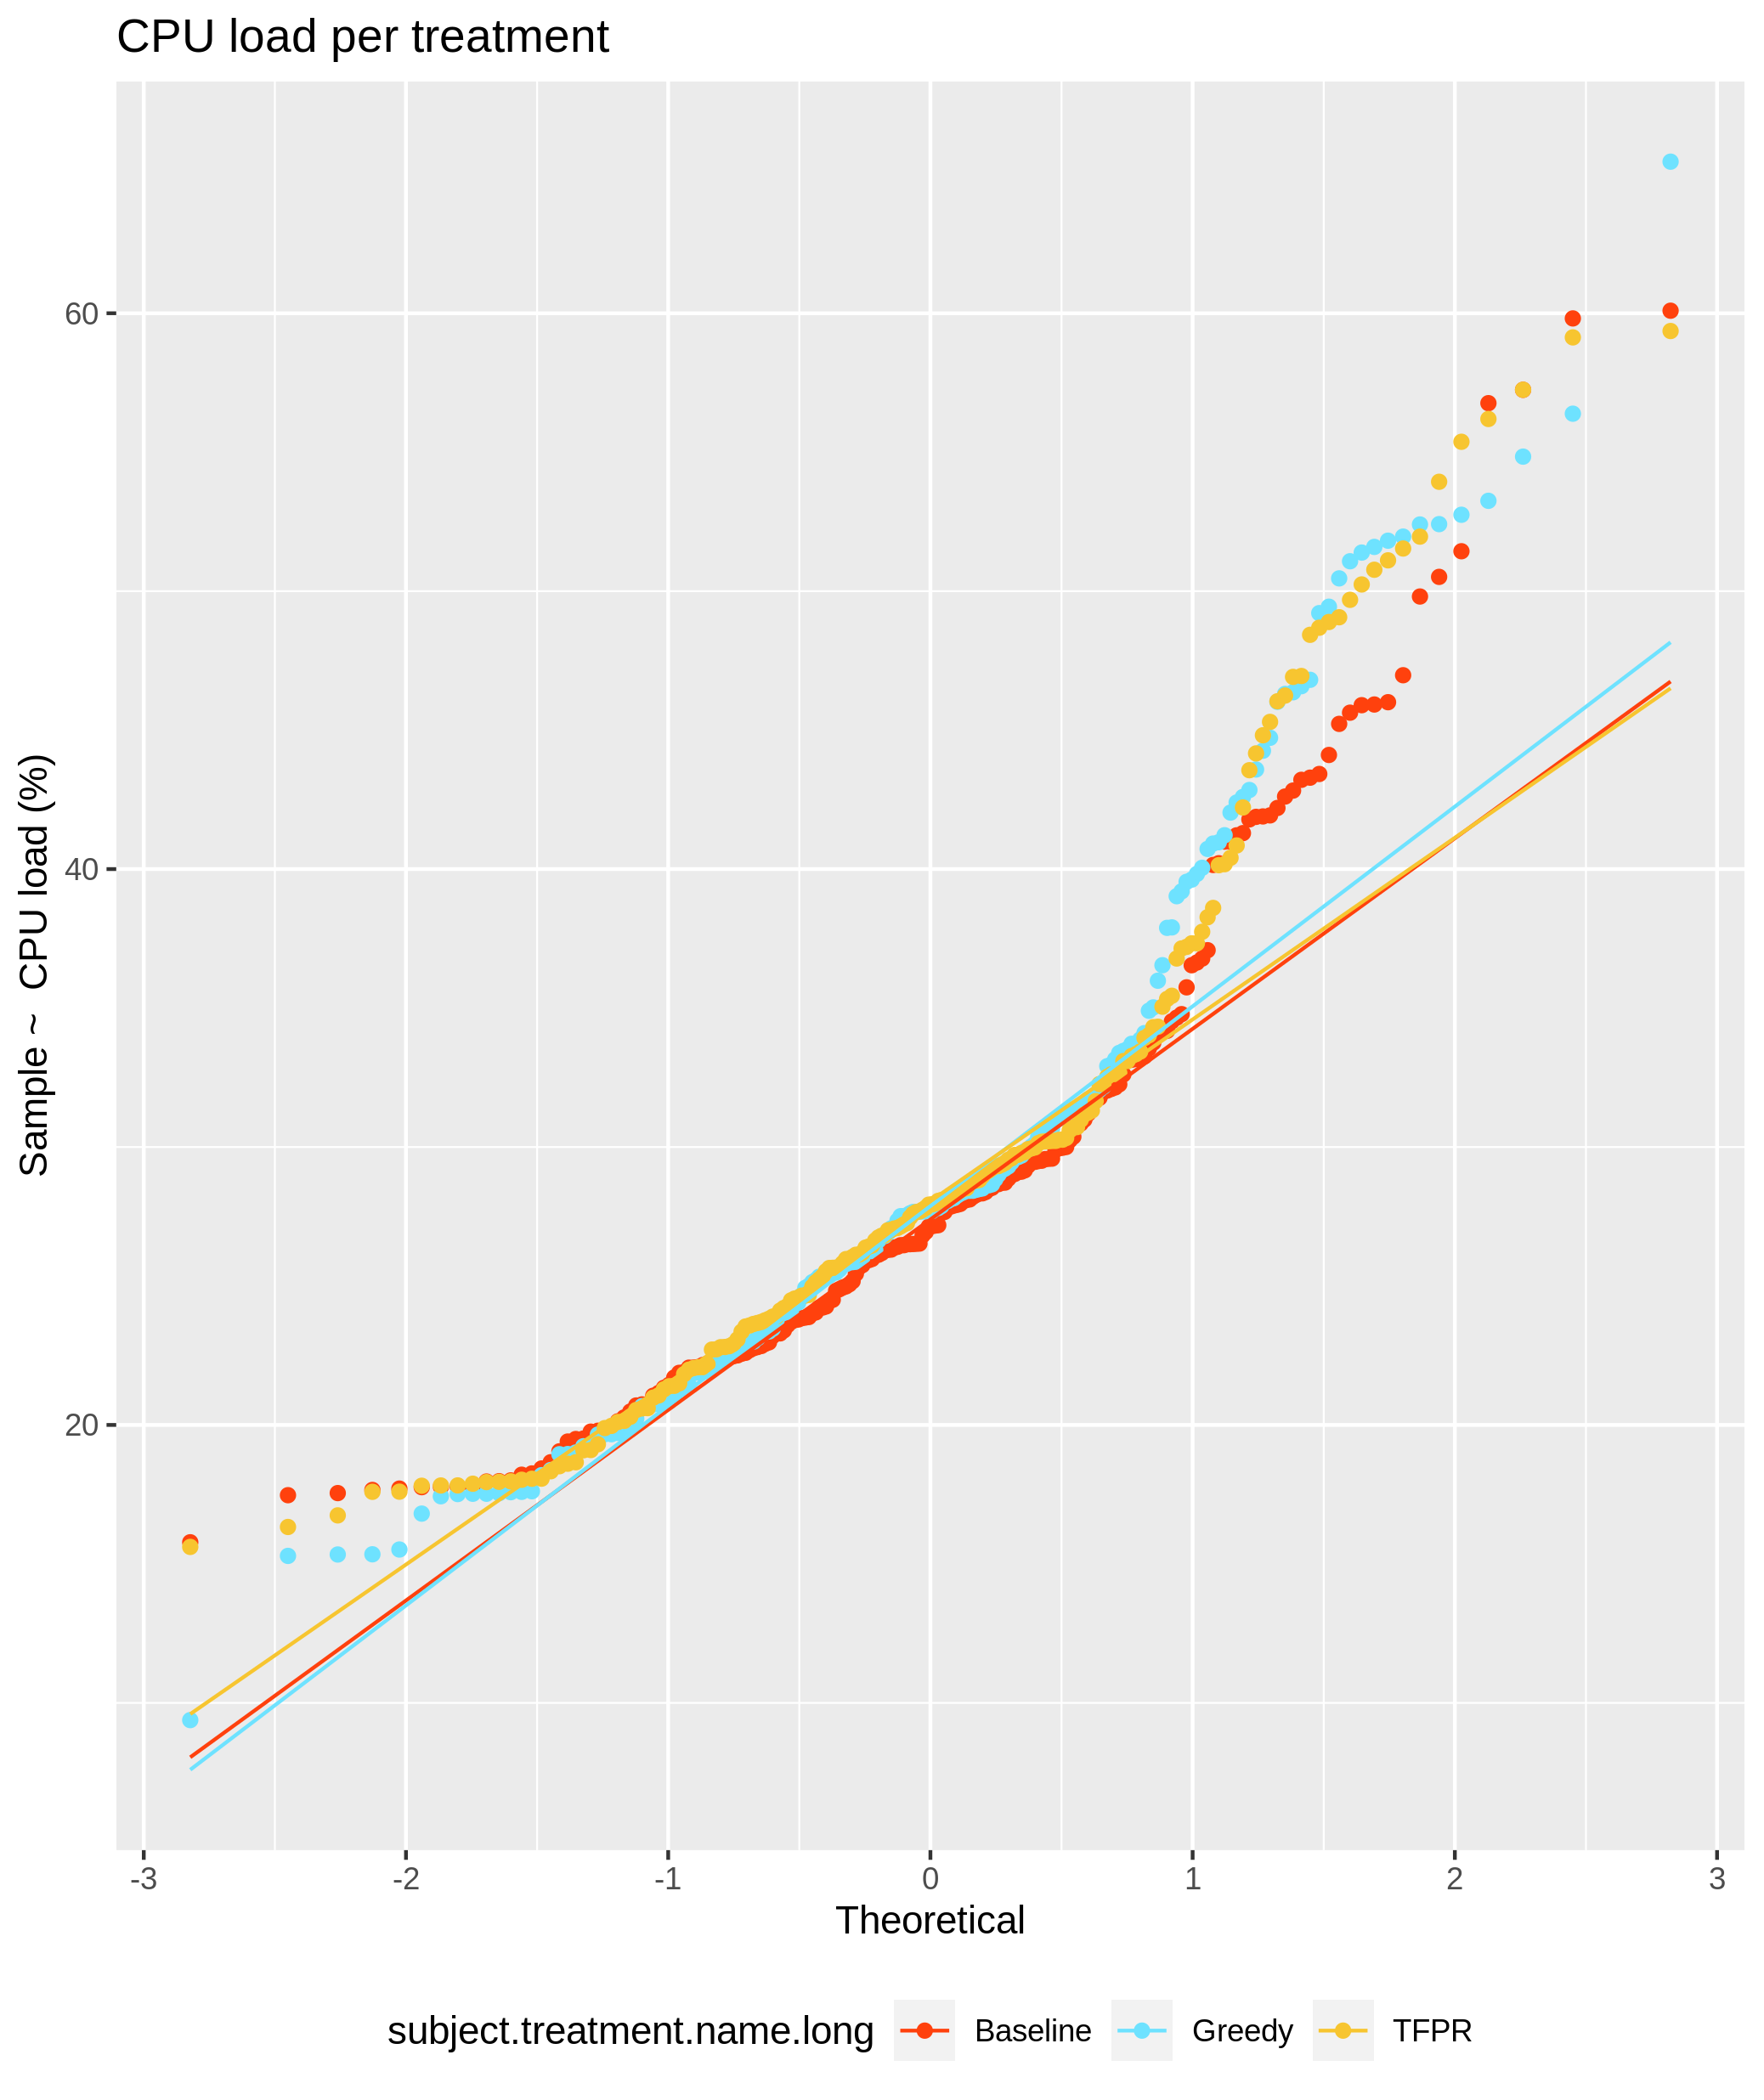 CPU load per treatment
Sample ~ CPU load (%)
60
40
20
-3 -2 -1 0 1 2 3
Theoretical
subject.treatment.name.long Baseline Greedy TFPR